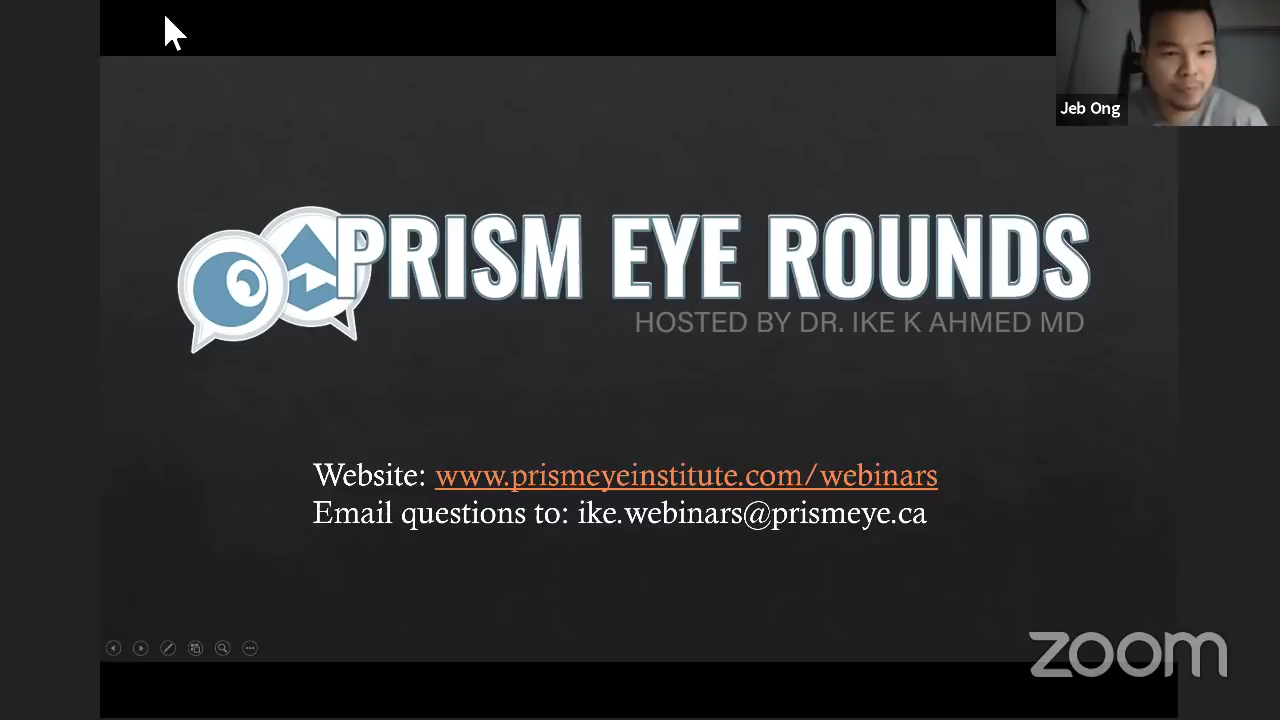 Jeb Ong
PRISM EYE ROUNDS
HOSTED BY DR. IKE K AHMED MD
Website: www.prismeyeinstitute.com/webinars
Email questions to: ike.webinars@prismeye.ca
zoom